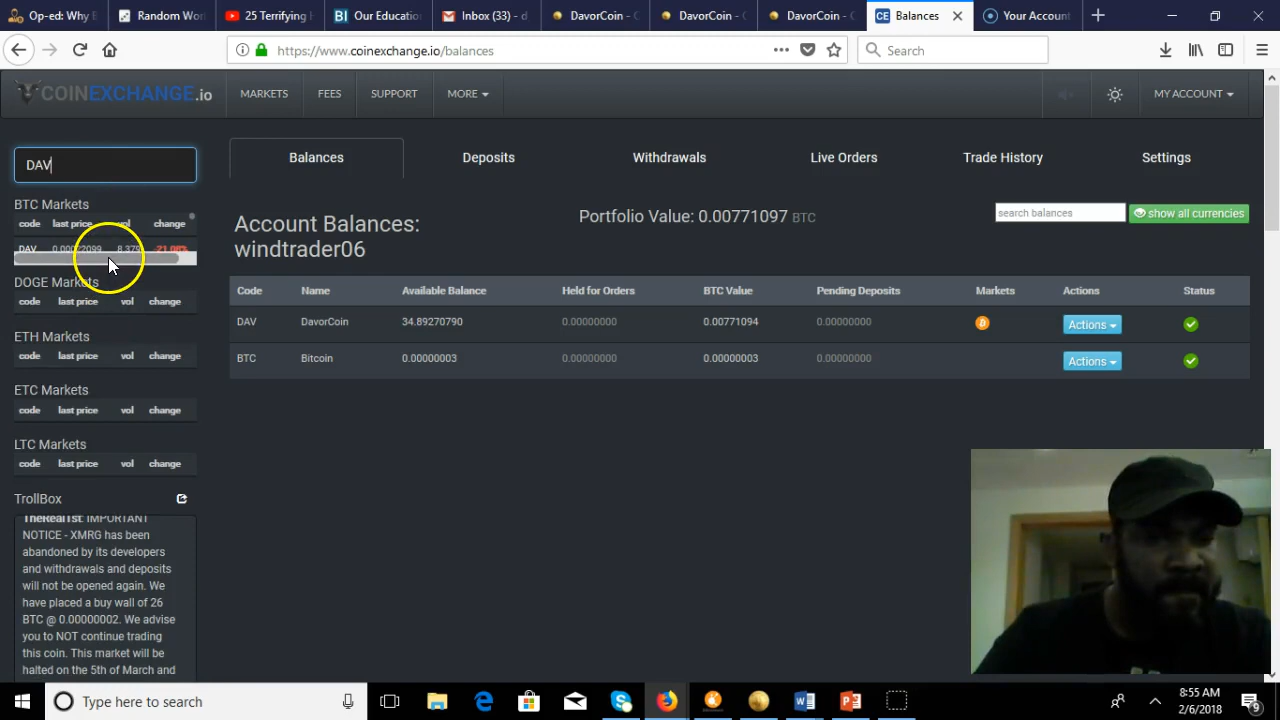 Op-ed: Why B
Random Wor
25 Terrifying
Our Educatio
Inbox (33) - d
DavorCoin - C
DavorCoin - C
DavorCoin - C
Balances
Your Account
https://www.coinexchange.io/balances
Search
COINEXCHANGE.io
MARKETS
FEES
SUPPORT
MORE
MY ACCOUNT
DAV
Balances
Deposits
Withdrawals
Live Orders
Trade History
Settings
BTC Markets
code last price vol change
DAV 0.00022099 8.379 -21.08%
Account Balances:
windtrader06
Portfolio Value: 0.00771097 BTC
search balances
show all currencies
DOGE Markets
code last price vol change
ETH Markets
code last price vol change
ETC Markets
code last price vol change
LTC Markets
code last price vol change
Code Name Available Balance Held for Orders BTC Value Pending Deposits Markets Actions Status
DAV DavorCoin 34.89270790 0.00000000 0.00771094 0.00000000 Actions
BTC Bitcoin 0.00000003 0.00000000 0.00000003 0.00000000 Actions
TrollBox
TheRealTst: IMPORTANT
NOTICE - XMRG has been
abandoned by its developers
and withdrawals and deposits
will not be opened again. We
have placed a buy wall of 26
BTC @ 0.00000002. We advise
you to NOT continue trading
this coin. This market will be
halted on the 5th of March and
Type here to search
8:55 AM
2/6/2018